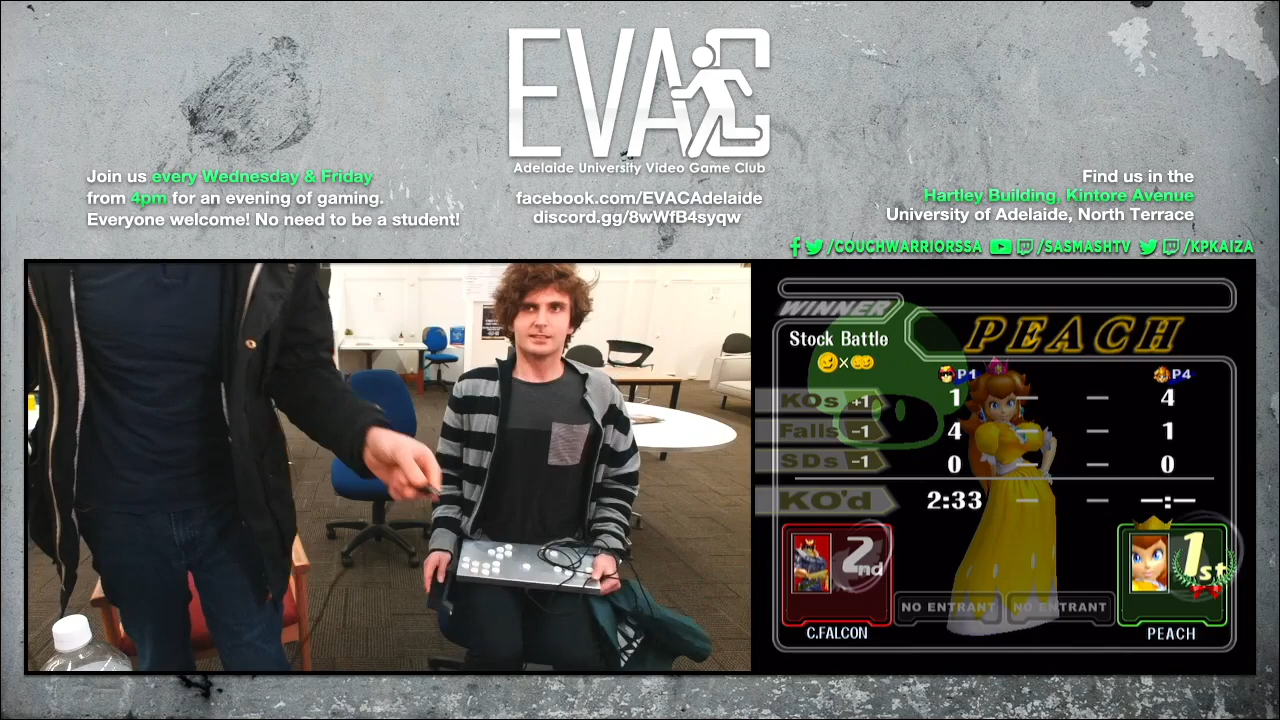 EVAC
Adelaide University Video Game Club
Join us every Wednesday & Friday
from 4pm for an evening of gaming.
Everyone welcome! No need to be a student!
facebook.com/EVACAdelaide
discord.gg/8wWfB4syqw
Find us in the
Hartley Building, Kintore Avenue
University of Adelaide, North Terrace
/COUCHWARRIORSSA /SASMASHTV /KPKAIZA
WINNER
PEACH
Stock Battle
×
P1 P4
KOs +1 1 — — 4
Falls -1 4 — — 1
SDs -1 0 — — 0
KO'd 2:33 — — —:—
2nd
1st
NO ENTRANT NO ENTRANT
C.FALCON PEACH